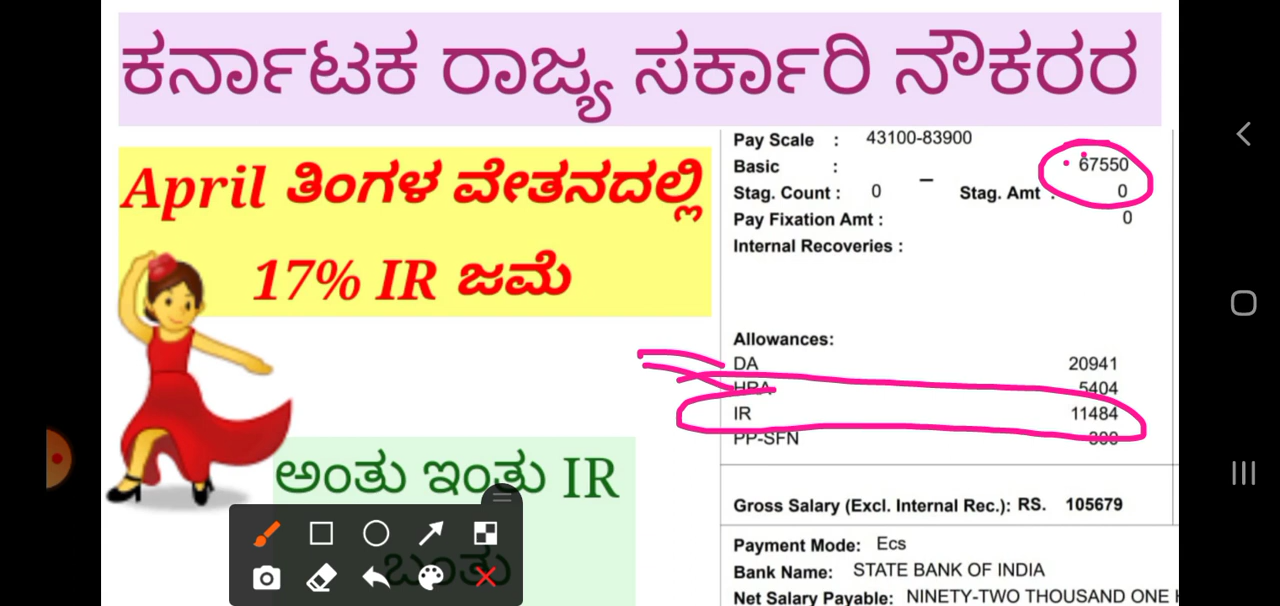 ಕರ್ನಾಟಕ ರಾಜ್ಯ ಸರ್ಕಾರಿ ನೌಕರರ
April ತಿಂಗಳ ವೇತನದಲ್ಲಿ
17% IR ಜಮೆ
ಅಂತು ಇಂತು IR
ಬಂತು
Pay Scale : 43100-83900
Basic : 67550
Stag. Count : 0 – Stag. Amt : 0
Pay Fixation Amt : 0
Internal Recoveries :
Allowances:
DA 20941
HRA 5404
IR 11484
PP-SFN
Gross Salary (Excl. Internal Rec.): RS. 105679
Payment Mode: Ecs
Bank Name: STATE BANK OF INDIA
Net Salary Payable: NINETY-TWO THOUSAND ONE